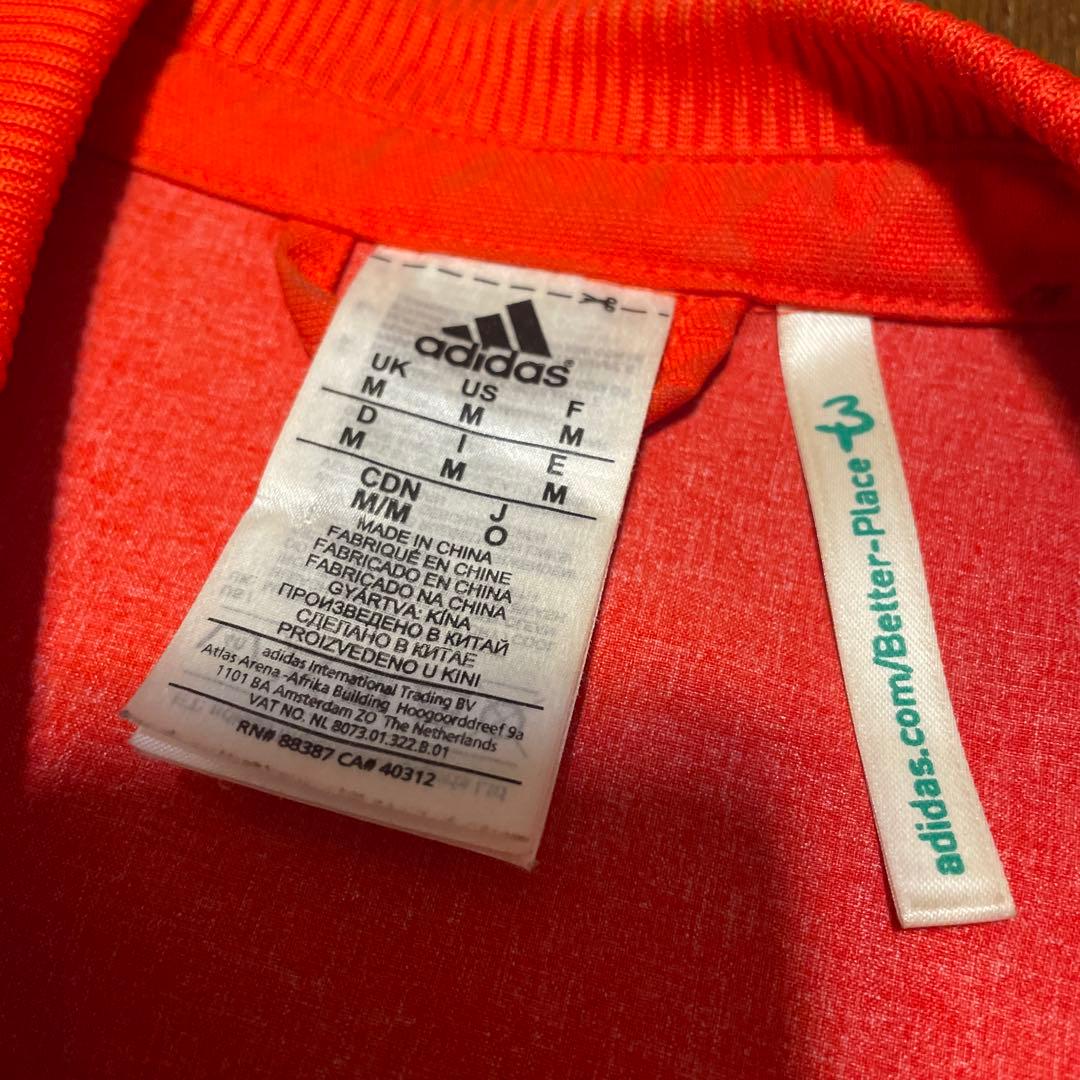 adidas®
UK US F
M M M
D I E
M M M
CDN J
M/M O
MADE IN CHINA
FABRIQUÉ EN CHINE
FABRICADO EN CHINA
FABRICADO NA CHINA
GYÁRTVA: KÍNA
ПРОИЗВЕДЕНО В КИТАЙ
СДЕЛАНО В КИТАЕ
PROIZVEDENO U KINI
adidas International Trading BV
Atlas Arena -Afrika Building Hoogoorddreef 9a
1101 BA Amsterdam ZO The Netherlands
VAT NO. NL 8073.01.322.B.01
RN# 88387 CA# 40312
adidas.com/Better-Place